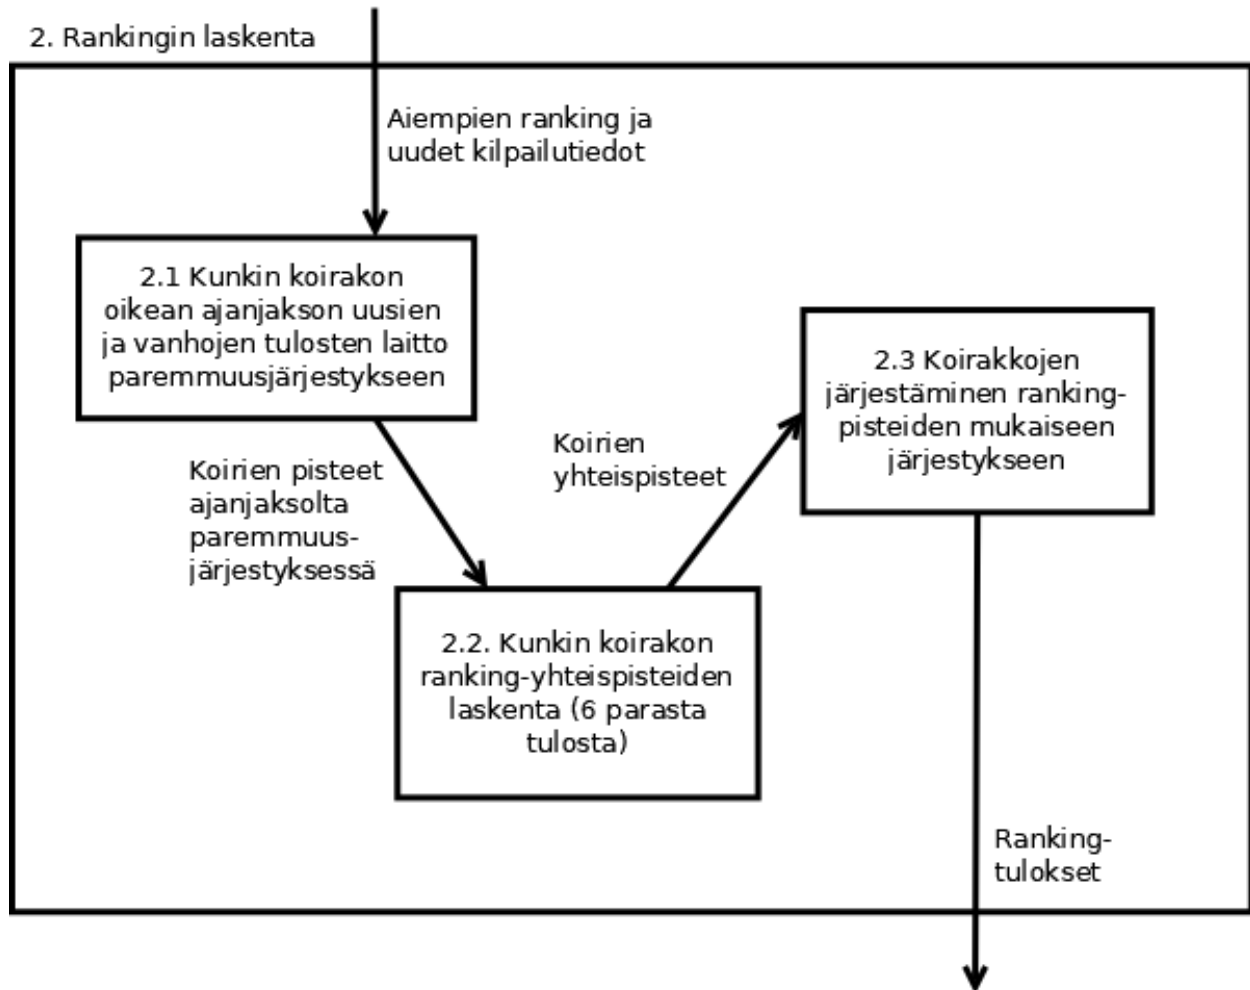 2. Rankingin laskenta
Aiempien ranking ja
uudet kilpailutiedot
2.1 Kunkin koirakon
oikean ajanjakson uusien
ja vanhojen tulosten laitto
paremmuusjärjestykseen
Koirien pisteet
ajanjaksolta
paremmuus-
järjestyksessä
2.2. Kunkin koirakon
ranking-yhteispisteiden
laskenta (6 parasta
tulosta)
Koirien
yhteispisteet
2.3 Koirakkojen
järjestäminen ranking-
pisteiden mukaiseen
järjestykseen
Ranking-
tulokset